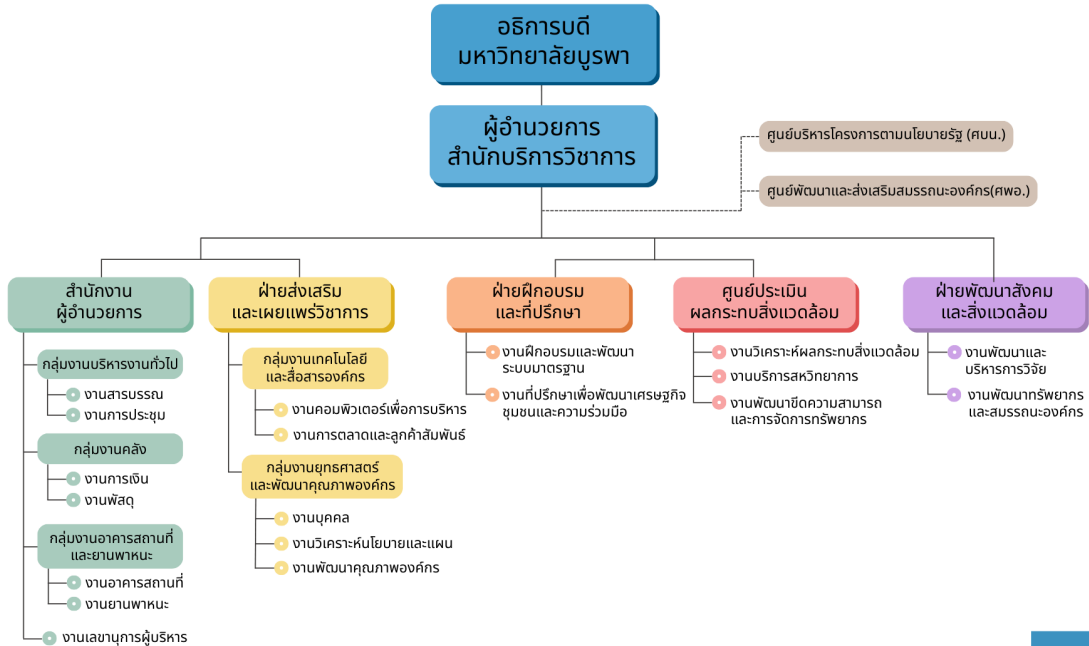 อธิการบดี
มหาวิทยาลัยบูรพา
ผู้อำนวยการ
สำนักบริการวิชาการ
ศูนย์บริหารโครงการตามนโยบายรัฐ (ศบน.)
ศูนย์พัฒนาและส่งเสริมสมรรถนะองค์กร(ศพอ.)
สำนักงาน
ผู้อำนวยการ
กลุ่มงานบริหารงานทั่วไป
งานสารบรรณ
งานการประชุม
กลุ่มงานคลัง
งานการเงิน
งานพัสดุ
กลุ่มงานอาคารสถานที่
และยานพาหนะ
งานอาคารสถานที่
งานยานพาหนะ
งานเลขานุการผู้บริหาร
ฝ่ายส่งเสริม
และเผยแพร่วิชาการ
กลุ่มงานเทคโนโลยี
และสื่อสารองค์กร
งานคอมพิวเตอร์เพื่อการบริหาร
งานการตลาดและลูกค้าสัมพันธ์
กลุ่มงานยุทธศาสตร์
และพัฒนาคุณภาพองค์กร
งานบุคคล
งานวิเคราะห์นโยบายและแผน
งานพัฒนาคุณภาพองค์กร
ฝ่ายฝึกอบรม
และที่ปรึกษา
งานฝึกอบรมและพัฒนา
ระบบมาตรฐาน
งานที่ปรึกษาเพื่อพัฒนาเศรษฐกิจ
ชุมชนและความร่วมมือ
ศูนย์ประเมิน
ผลกระทบสิ่งแวดล้อม
งานวิเคราะห์ผลกระทบสิ่งแวดล้อม
งานบริการสหวิทยาการ
งานพัฒนาขีดความสามารถ
และการจัดการทรัพยากร
ฝ่ายพัฒนาสังคม
และสิ่งแวดล้อม
งานพัฒนาและ
บริหารการวิจัย
งานพัฒนาทรัพยากร
และสมรรถนะองค์กร